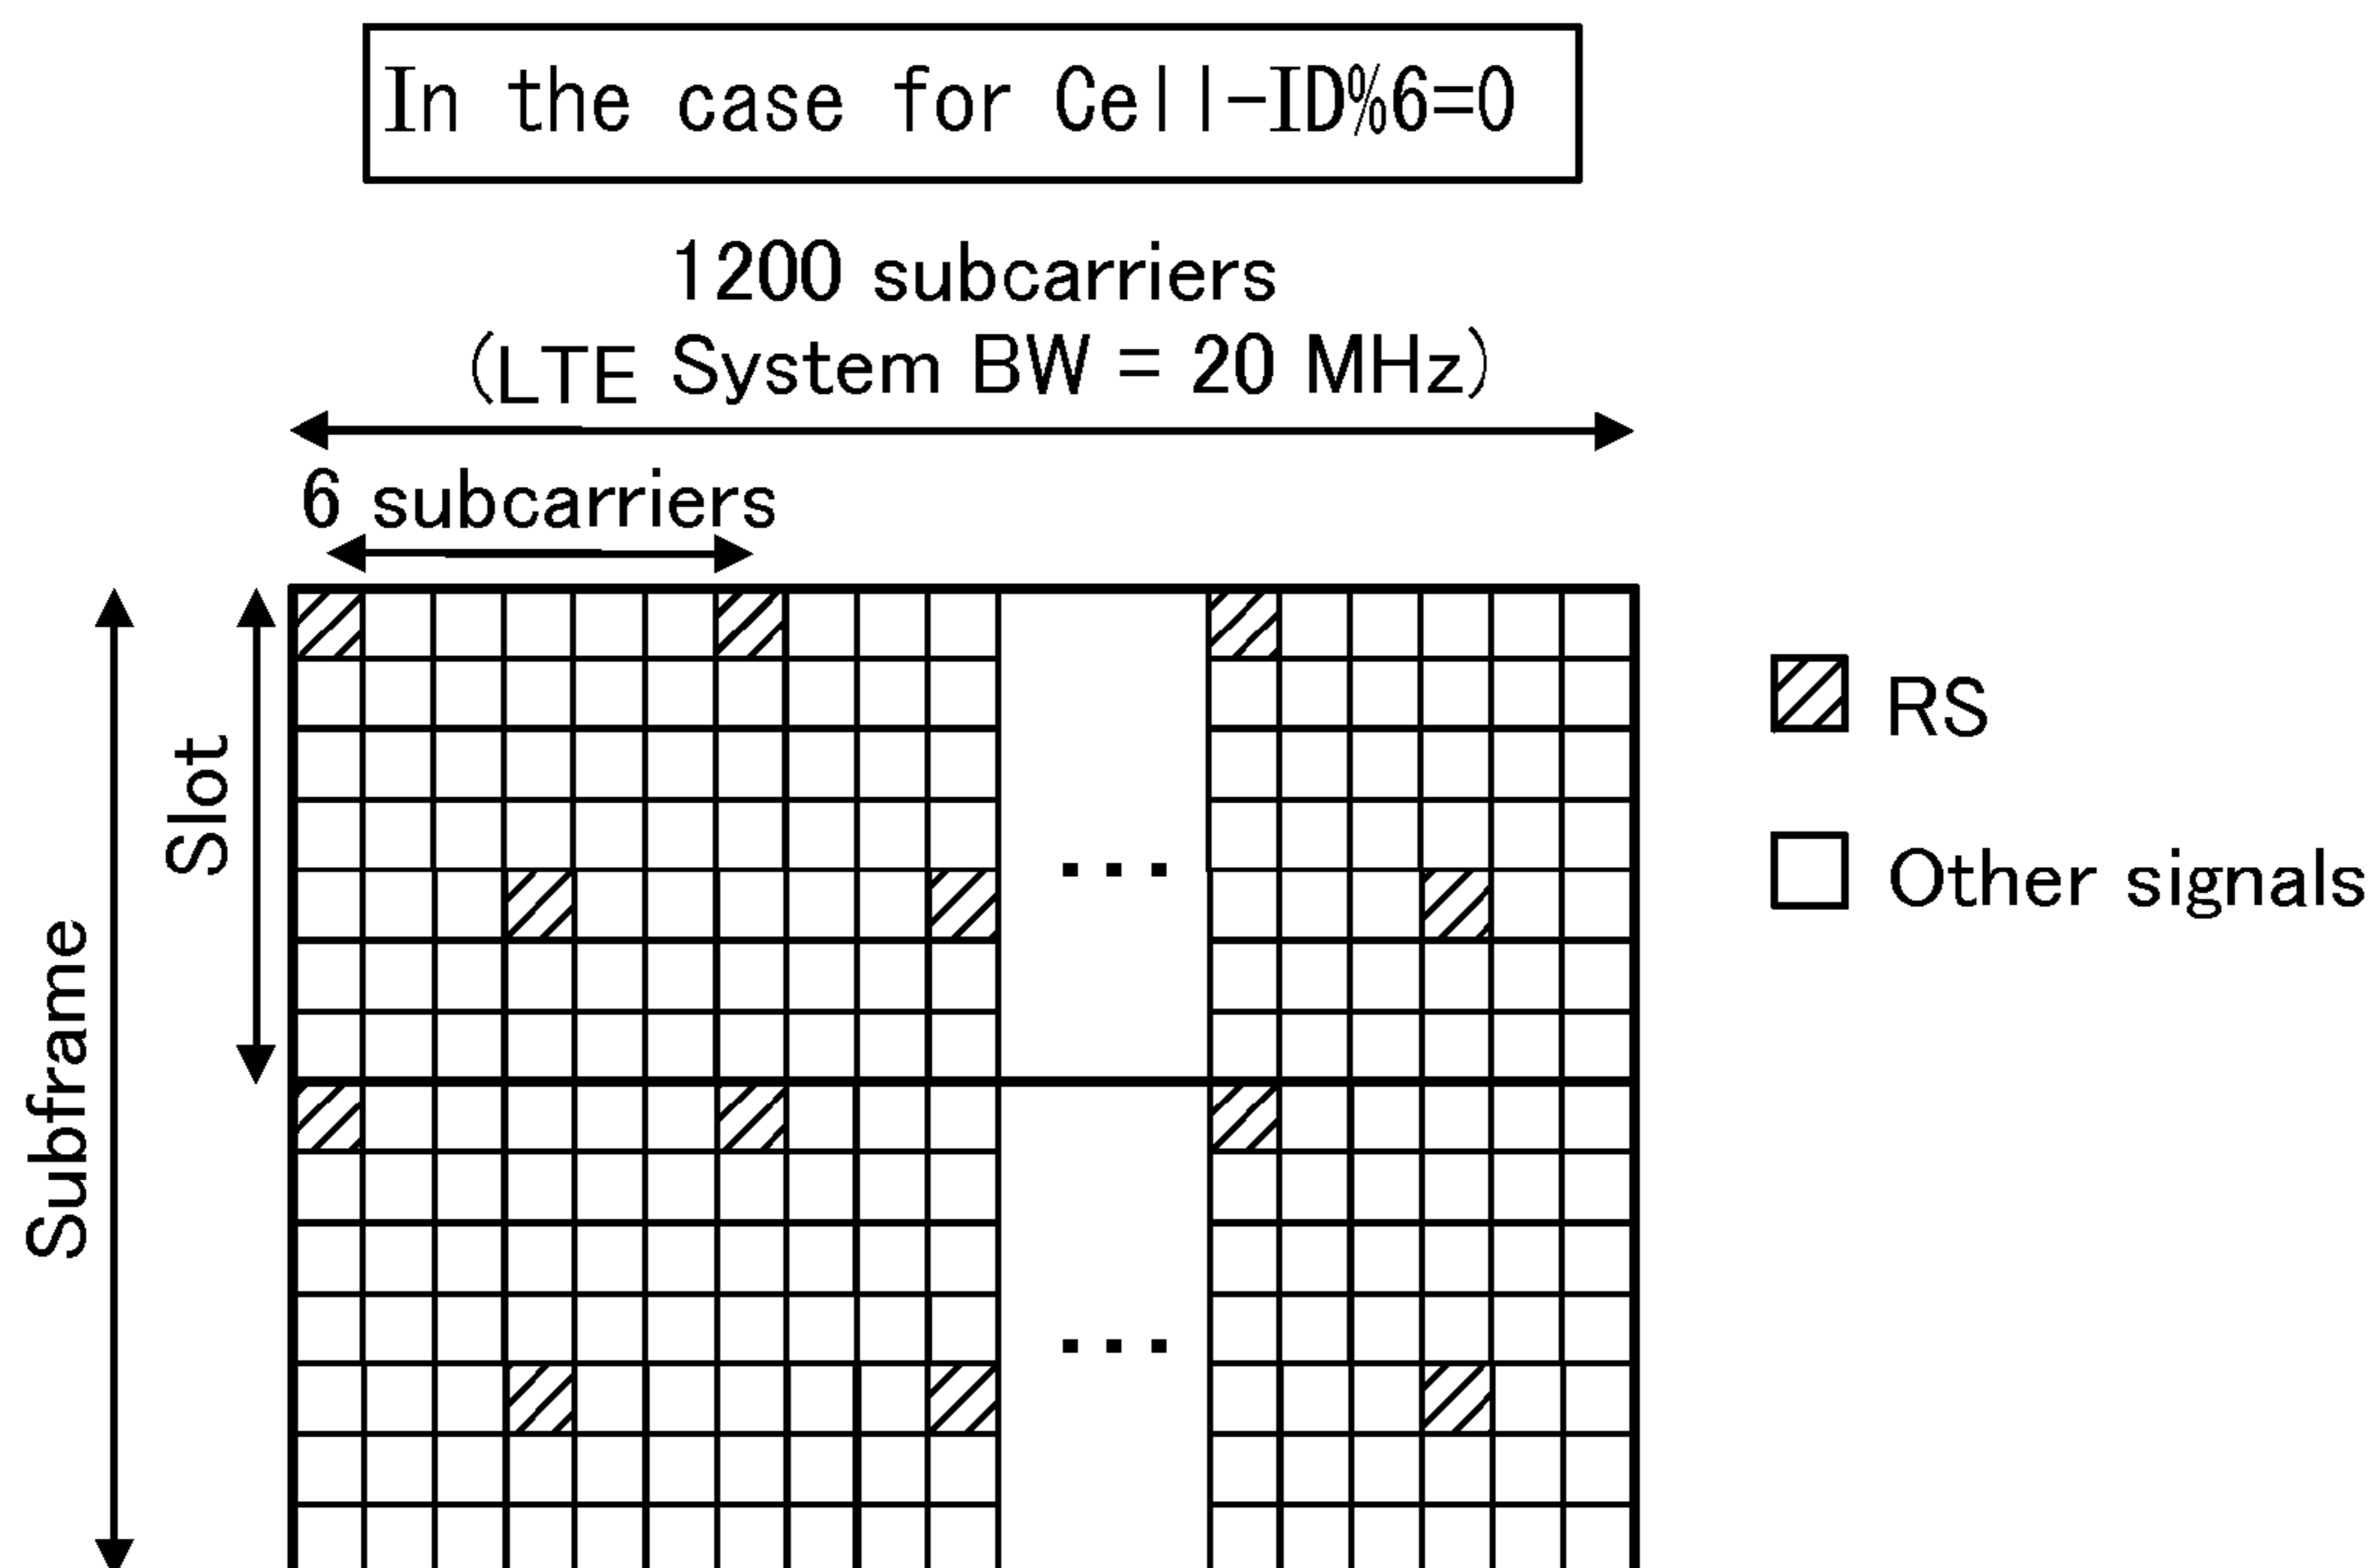 In the case for Cell-ID%6=0
1200 subcarriers
(LTE System BW = 20 MHz)
6 subcarriers
Slot
Subframe
RS
Other signals
...
...